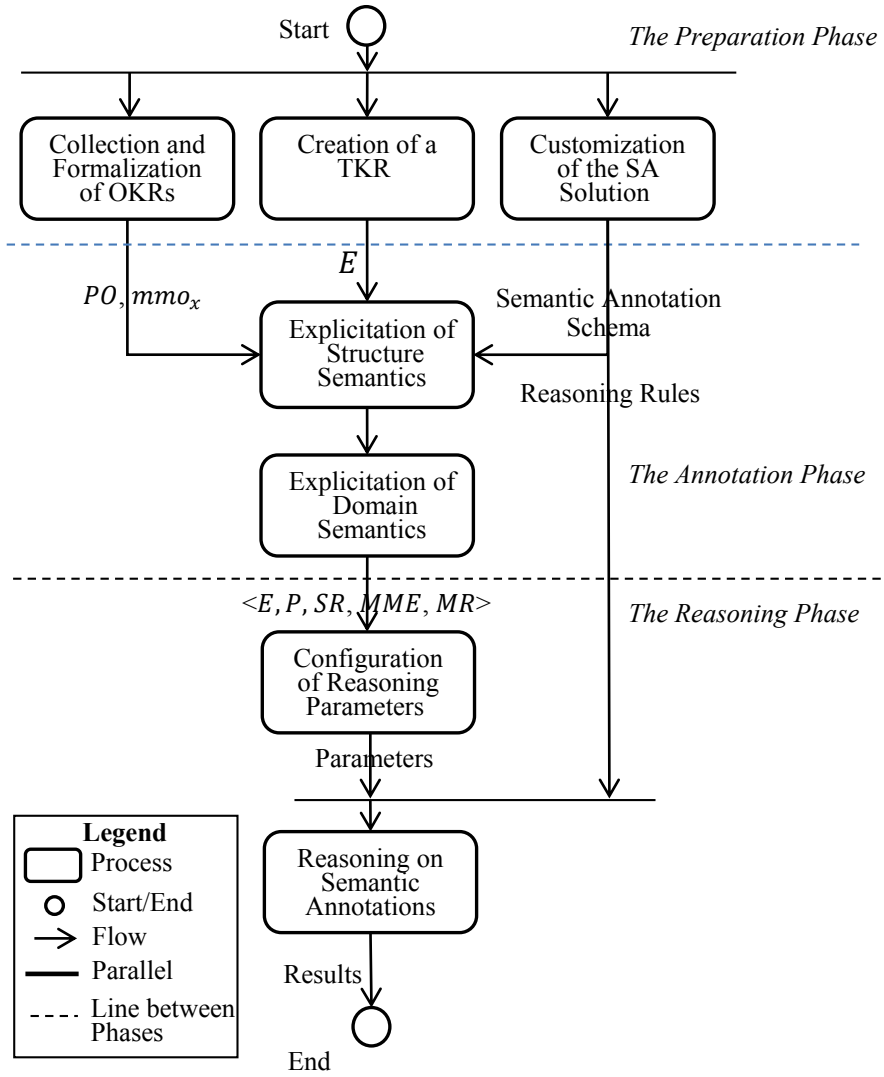 Start
The Preparation Phase
Collection and
Formalization
of OKRs
Creation of a
TKR
Customization
of the SA
Solution
E
PO, mmoₓ
Semantic Annotation
Schema
Explicitation of
Structure
Semantics
Reasoning Rules
Explicitation of
Domain
Semantics
The Annotation Phase
<E, P, SR, MME, MR>
The Reasoning Phase
Configuration
of Reasoning
Parameters
Parameters
Reasoning on
Semantic
Annotations
Results
End
Legend
Process
Start/End
Flow
Parallel
Line between
Phases